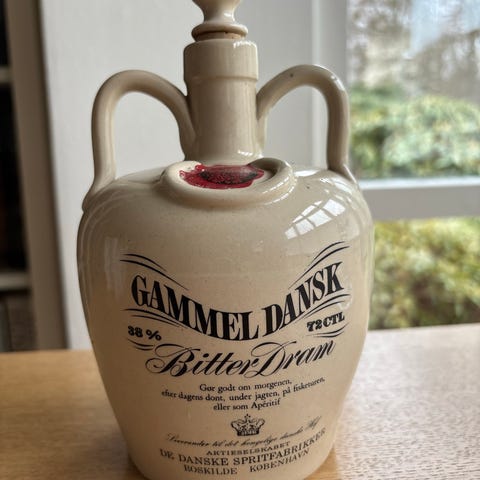 GAMMEL DANSK
38 % 72 CTL
Bitter Dram
Gør godt om morgenen,
efter dagens dont, under jagten, på fisketuren,
eller som Apéritif
Leverandør til det kongelige danske Hof
AKTIESELSKABET
DE DANSKE SPRITFABRIKKER
ROSKILDE KØBENHAVN